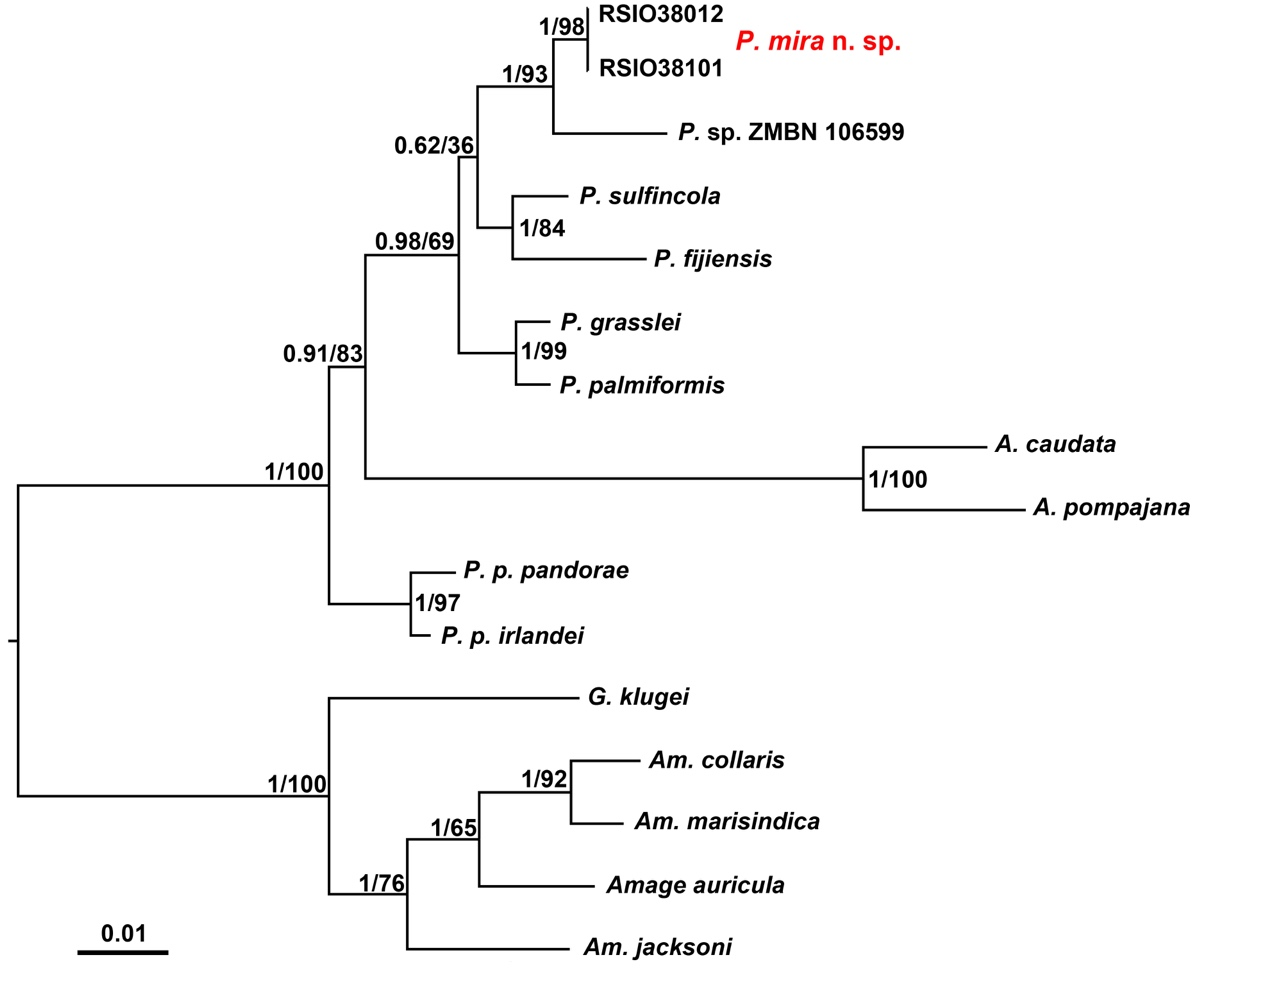 RSIO38012
1/98
P. mira n. sp.
RSIO38101
1/93
P. sp. ZMBN 106599
0.62/36
P. sulfincola
1/84
0.98/69
P. fijiensis
P. grasslei
1/99
0.91/83
P. palmiformis
A. caudata
1/100
1/100
A. pompajana
P. p. pandorae
1/97
P. p. irlandei
G. klugei
Am. collaris
1/92
1/100
Am. marisindica
1/65
Amage auricula
1/76
0.01
Am. jacksoni